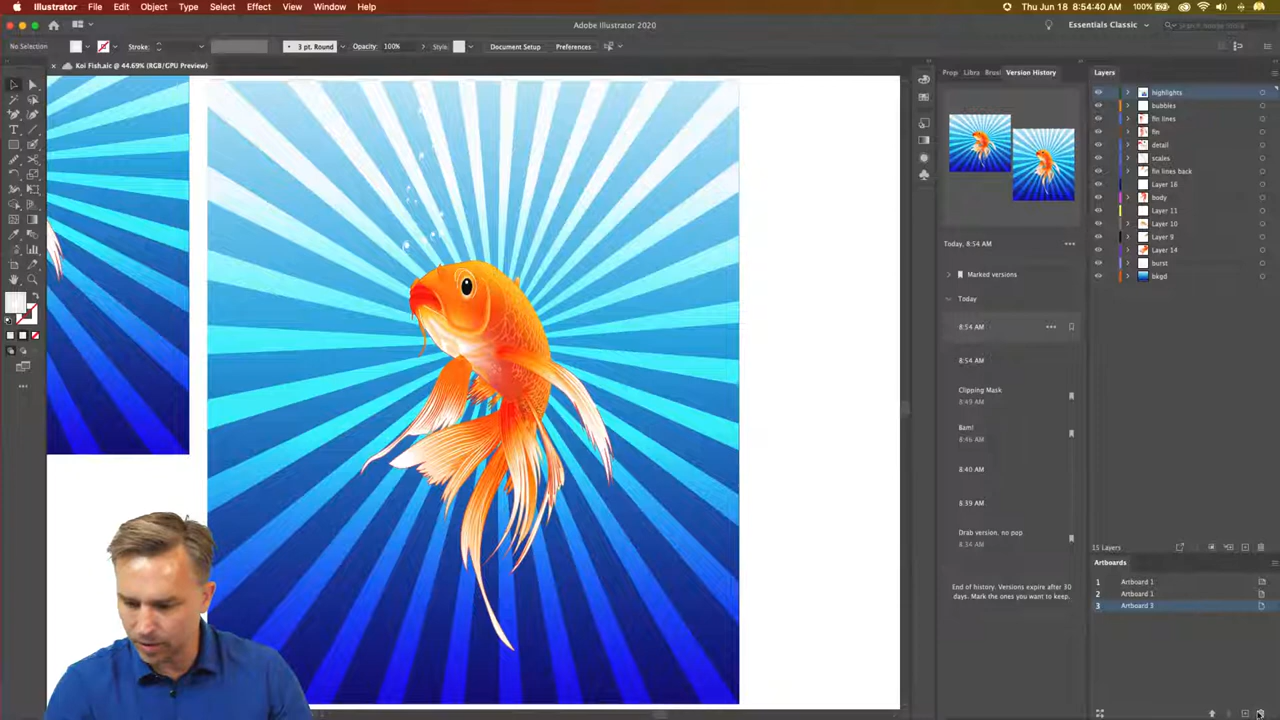 Illustrator File Edit Object Type Select Effect View Window Help
100% Thu Jun 18 8:54:40 AM
Adobe Illustrator 2020
Essentials Classic
No Selection Stroke: 3 pt. Round Opacity: 100% Style: Document Setup Preferences
Koi Fish.aic @ 44.69% (RGB/GPU Preview)
Prop Libra Brus Version History
Today, 8:54 AM
Marked versions
Today
8:54 AM
8:54 AM
Clipping Mask
8:49 AM
Bam!
8:46 AM
8:40 AM
8:39 AM
Drab version, no pop
8:34 AM
End of history. Versions expire after 30
days. Mark the ones you want to keep.
Layers
highlights
bubbles
fin lines
fin
detail
scales
fin lines back
Layer 16
body
Layer 11
Layer 10
Layer 9
Layer 14
burst
bkgd
15 Layers
Artboards
1 Artboard 1
2 Artboard 1
3 Artboard 3